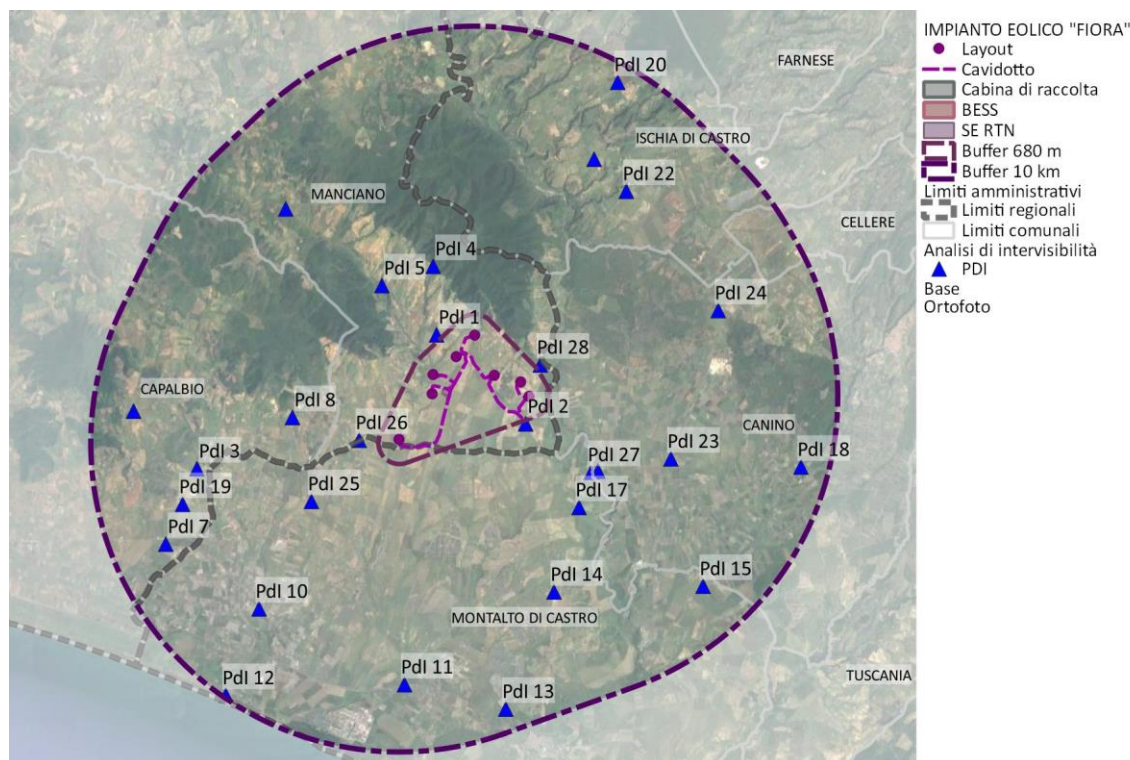 PdI 20
FARNESE
ISCHIA DI CASTRO
PdI 22
MANCIANO
CELLERE
PdI 4
PdI 5
PdI 24
PdI 1
PdI 28
CAPALBIO
PdI 8
PdI 2
PdI 26
CANINO
PdI 3
PdI 27
PdI 23
PdI 18
PdI 19
PdI 25
PdI 17
PdI 7
PdI 10
PdI 14
PdI 15
MONTALTO DI CASTRO
PdI 11
PdI 12
PdI 13
TUSCANIA
IMPIANTO EOLICO "FIORA"
Layout
Cavidotto
Cabina di raccolta
BESS
SE RTN
Buffer 680 m
Buffer 10 km
Limiti amministrativi
Limiti regionali
Limiti comunali
Analisi di intervisibilità
PDI
Base
Ortofoto